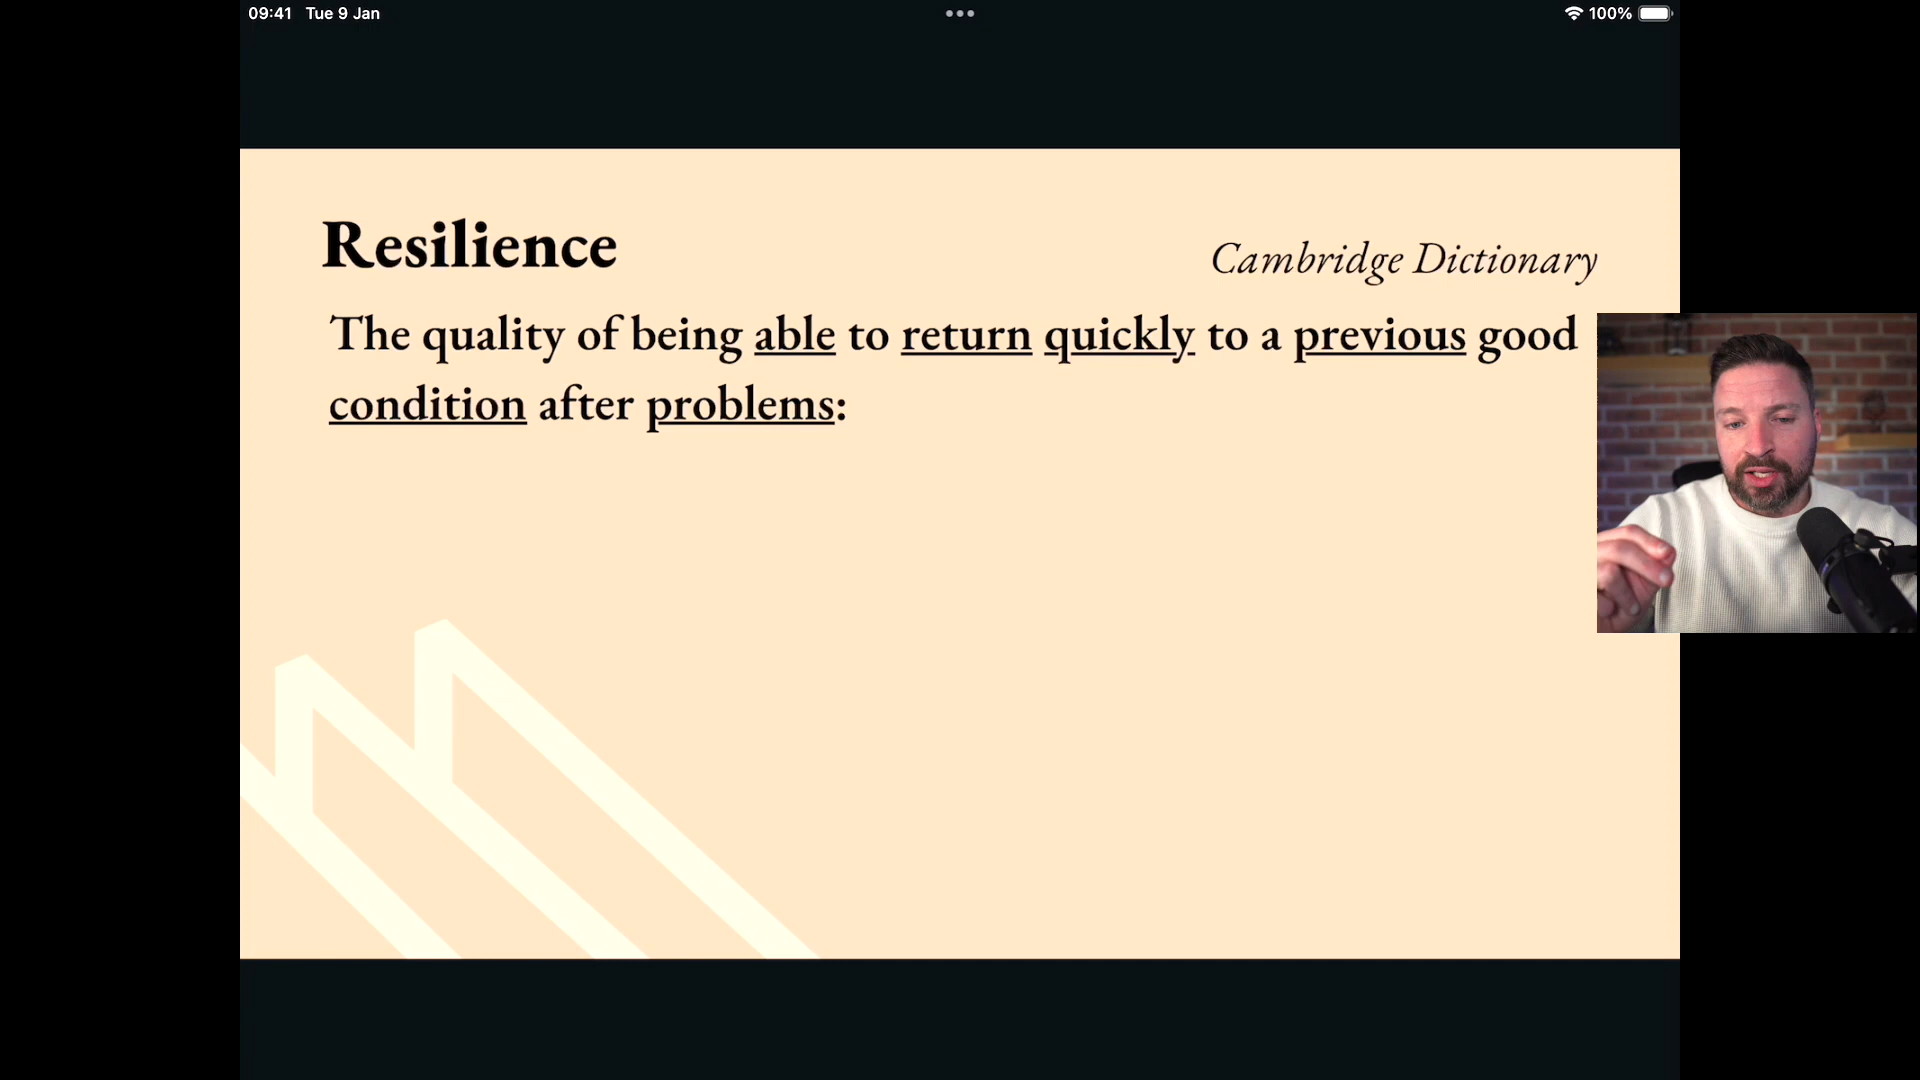 09:41 Tue 9 Jan
100%
Resilience
Cambridge Dictionary
The quality of being able to return quickly to a previous good
condition after problems: